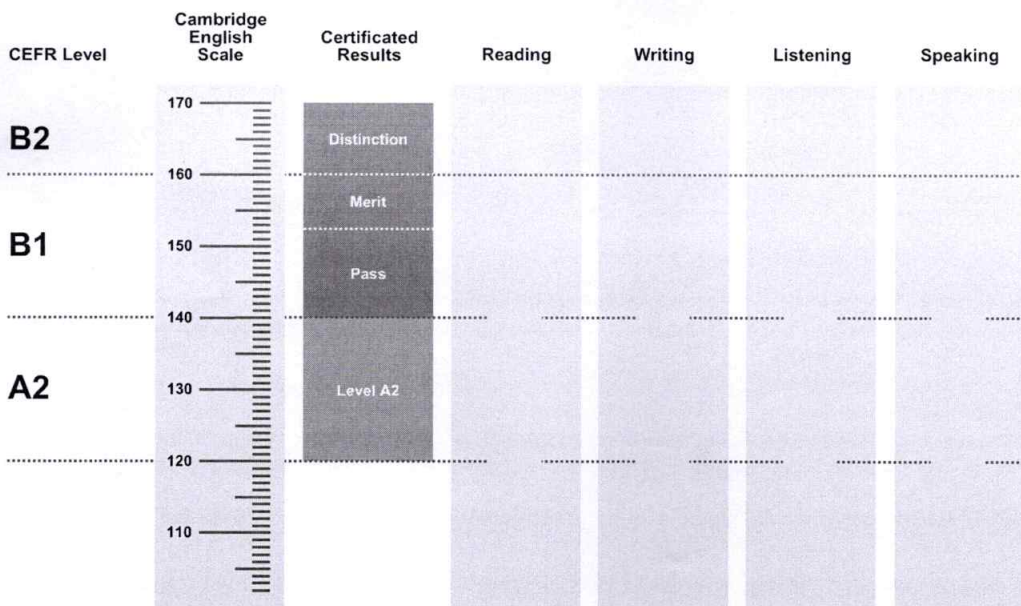 CEFR Level
Cambridge
English
Scale
Certificated
Results
Reading
Writing
Listening
Speaking
170
B2
Distinction
160
Merit
B1
150
Pass
140
A2
130
Level A2
120
110